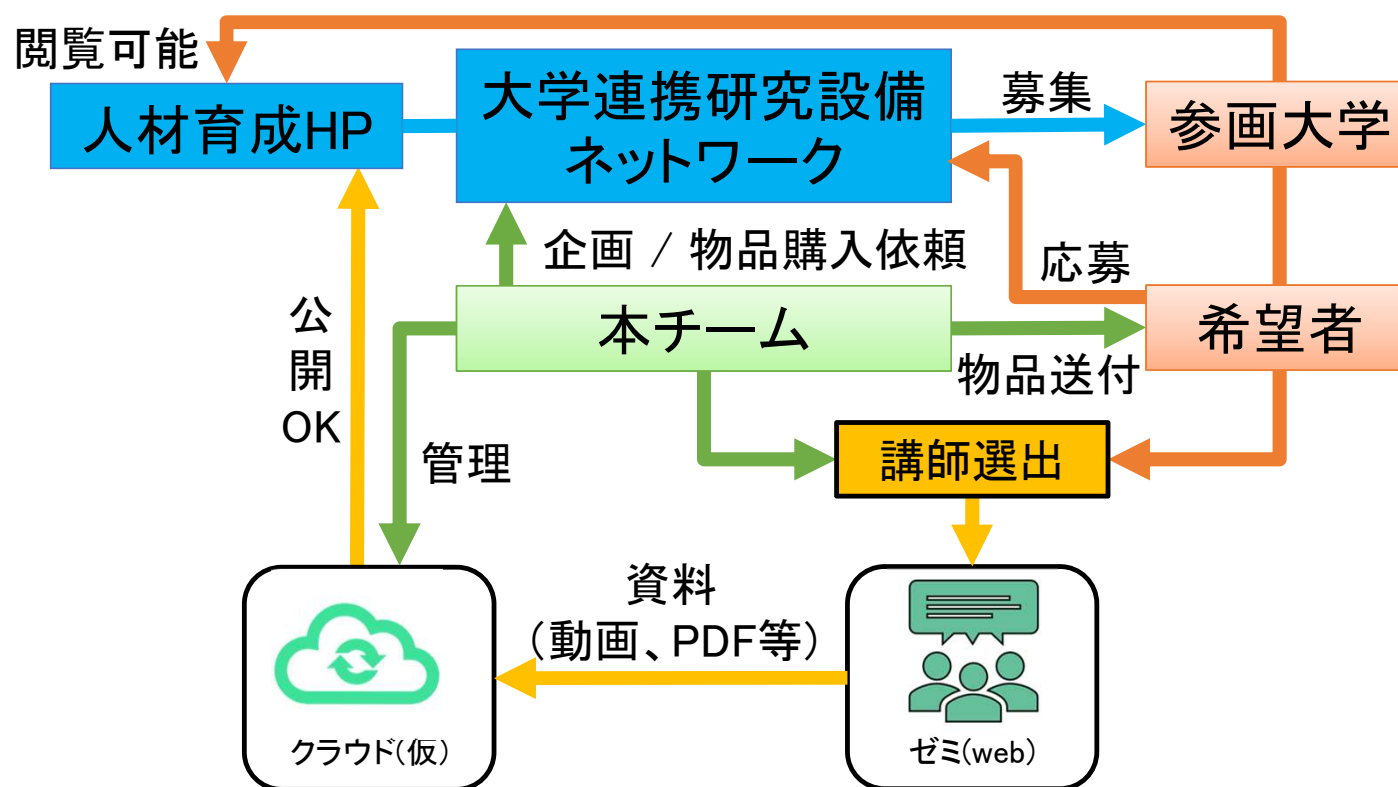 閲覧可能
人材育成HP
大学連携研究設備
ネットワーク
募集
参画大学
企画 / 物品購入依頼
応募
本チーム
希望者
物品送付
公
開
OK
管理
講師選出
資料
（動画、PDF等）
クラウド(仮)
ゼミ(web)